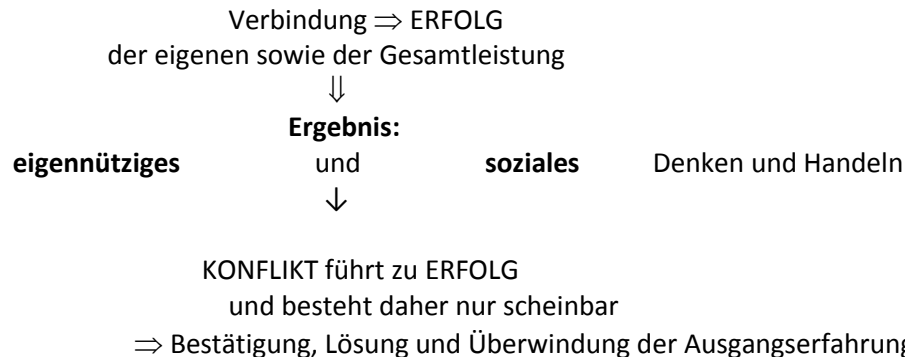 Verbindung ⇒ ERFOLG
der eigenen sowie der Gesamtleistung
⇓
Ergebnis:
eigennütziges und soziales Denken und Handeln
↓
KONFLIKT führt zu ERFOLG
und besteht daher nur scheinbar
⇒ Bestätigung, Lösung und Überwindung der Ausgangserfahrung